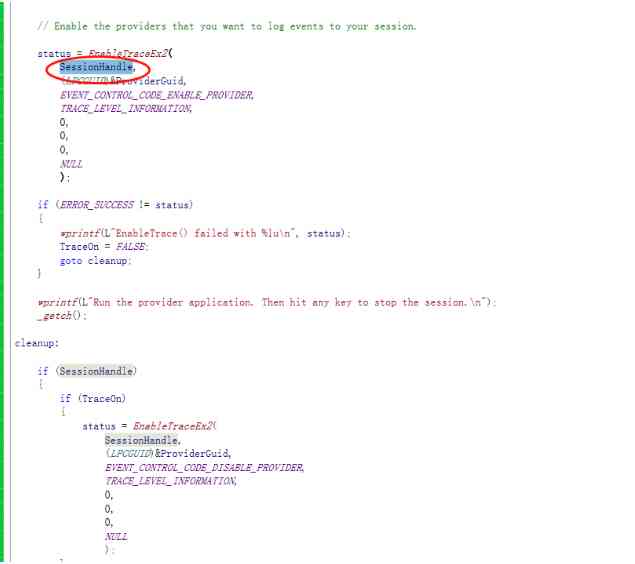 // Enable the providers that you want to log events to your session.
status = EnableTraceEx2(
SessionHandle,
(LPCGUID)&ProviderGuid,
EVENT_CONTROL_CODE_ENABLE_PROVIDER,
TRACE_LEVEL_INFORMATION,
0,
0,
0,
NULL
);
if (ERROR_SUCCESS != status)
{
wprintf(L"EnableTrace() failed with %lu\n", status);
TraceOn = FALSE;
goto cleanup;
}
wprintf(L"Run the provider application. Then hit any key to stop the session.\n");
_getch();
cleanup:
if (SessionHandle)
{
if (TraceOn)
{
status = EnableTraceEx2(
SessionHandle,
(LPCGUID)&ProviderGuid,
EVENT_CONTROL_CODE_DISABLE_PROVIDER,
TRACE_LEVEL_INFORMATION,
0,
0,
0,
NULL
);